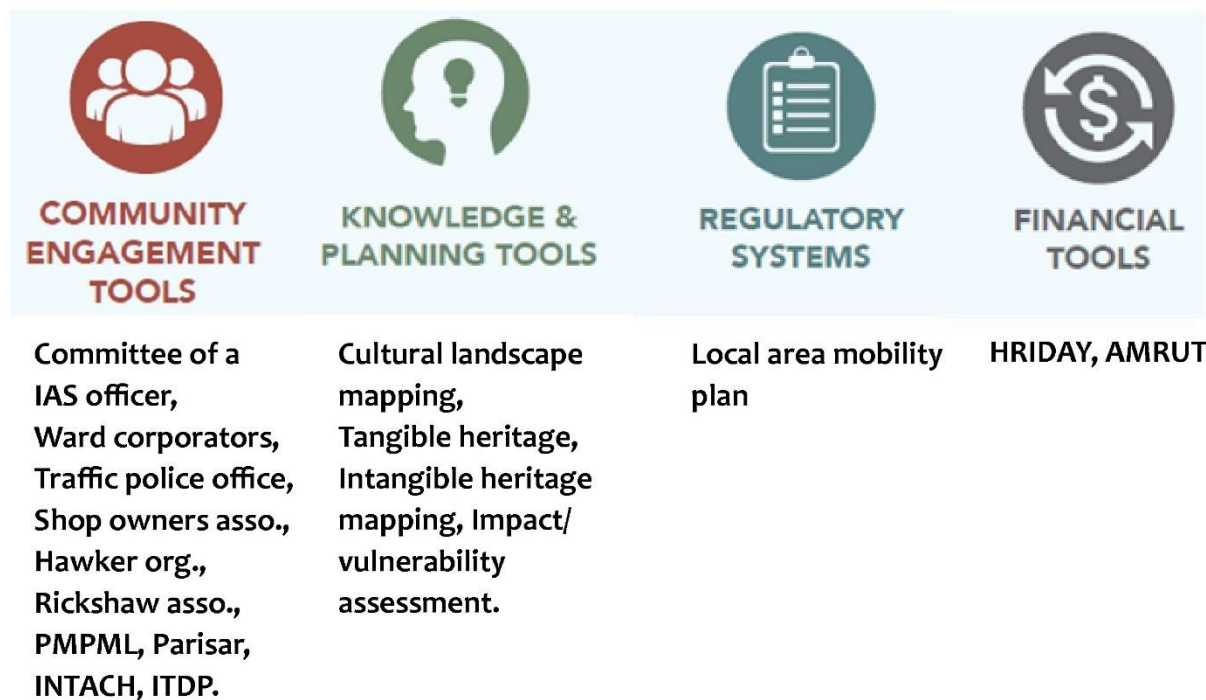 COMMUNITY
ENGAGEMENT
TOOLS
Committee of a
IAS officer,
Ward corporators,
Traffic police office,
Shop owners asso.,
Hawker org.,
Rickshaw asso.,
PMPML, Parisar,
INTACH, ITDP.
KNOWLEDGE &
PLANNING TOOLS
Cultural landscape
mapping,
Tangible heritage,
Intangible heritage
mapping, Impact/
vulnerability
assessment.
REGULATORY
SYSTEMS
Local area mobility
plan
$
FINANCIAL
TOOLS
HRIDAY, AMRUT